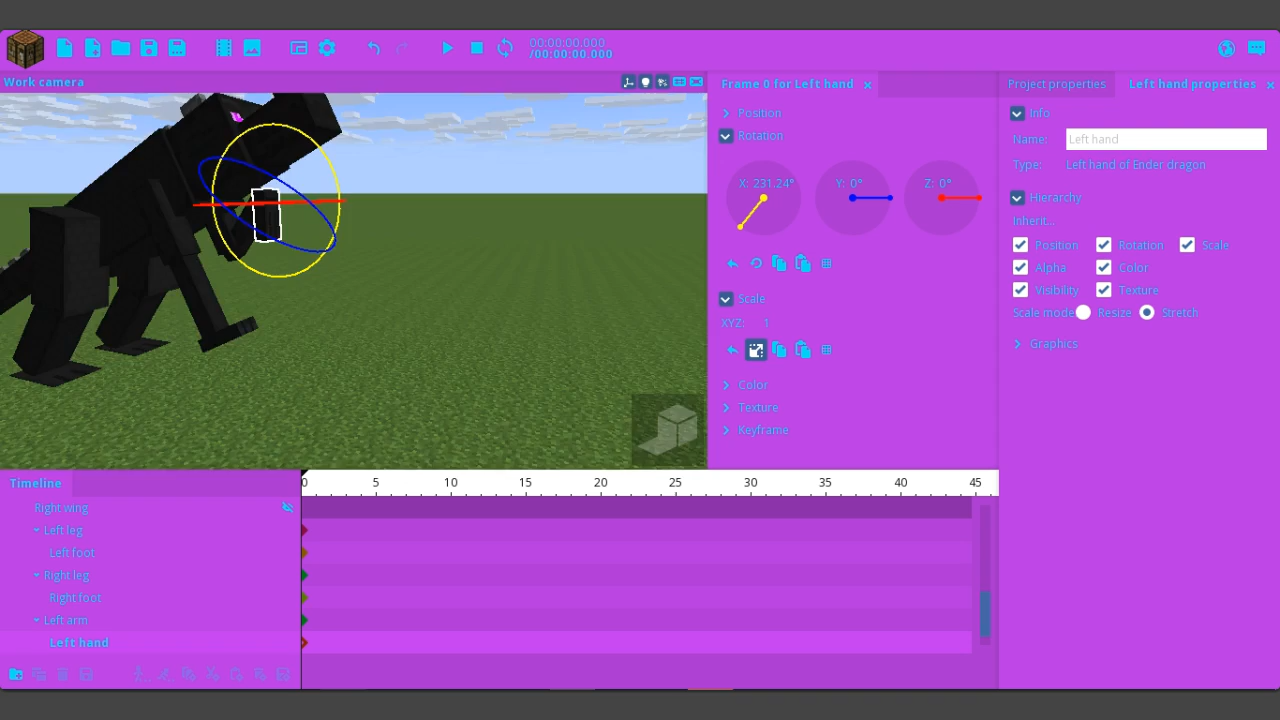 00:00:00.000
/00:00:00.000
Work camera
Frame 0 for Left hand
Project properties
Left hand properties
Position
Rotation
X: 231.24°
Y: 0°
Z: 0°
Scale
XYZ: 1
Color
Texture
Keyframe
Info
Name: Left hand
Type: Left hand of Ender dragon
Hierarchy
Inherit...
Position Rotation Scale
Alpha Color
Visibility Texture
Scale mode Resize Stretch
Graphics
Timeline
0 5 10 15 20 25 30 35 40 45
Right wing
Left leg
Left foot
Right leg
Right foot
Left arm
Left hand